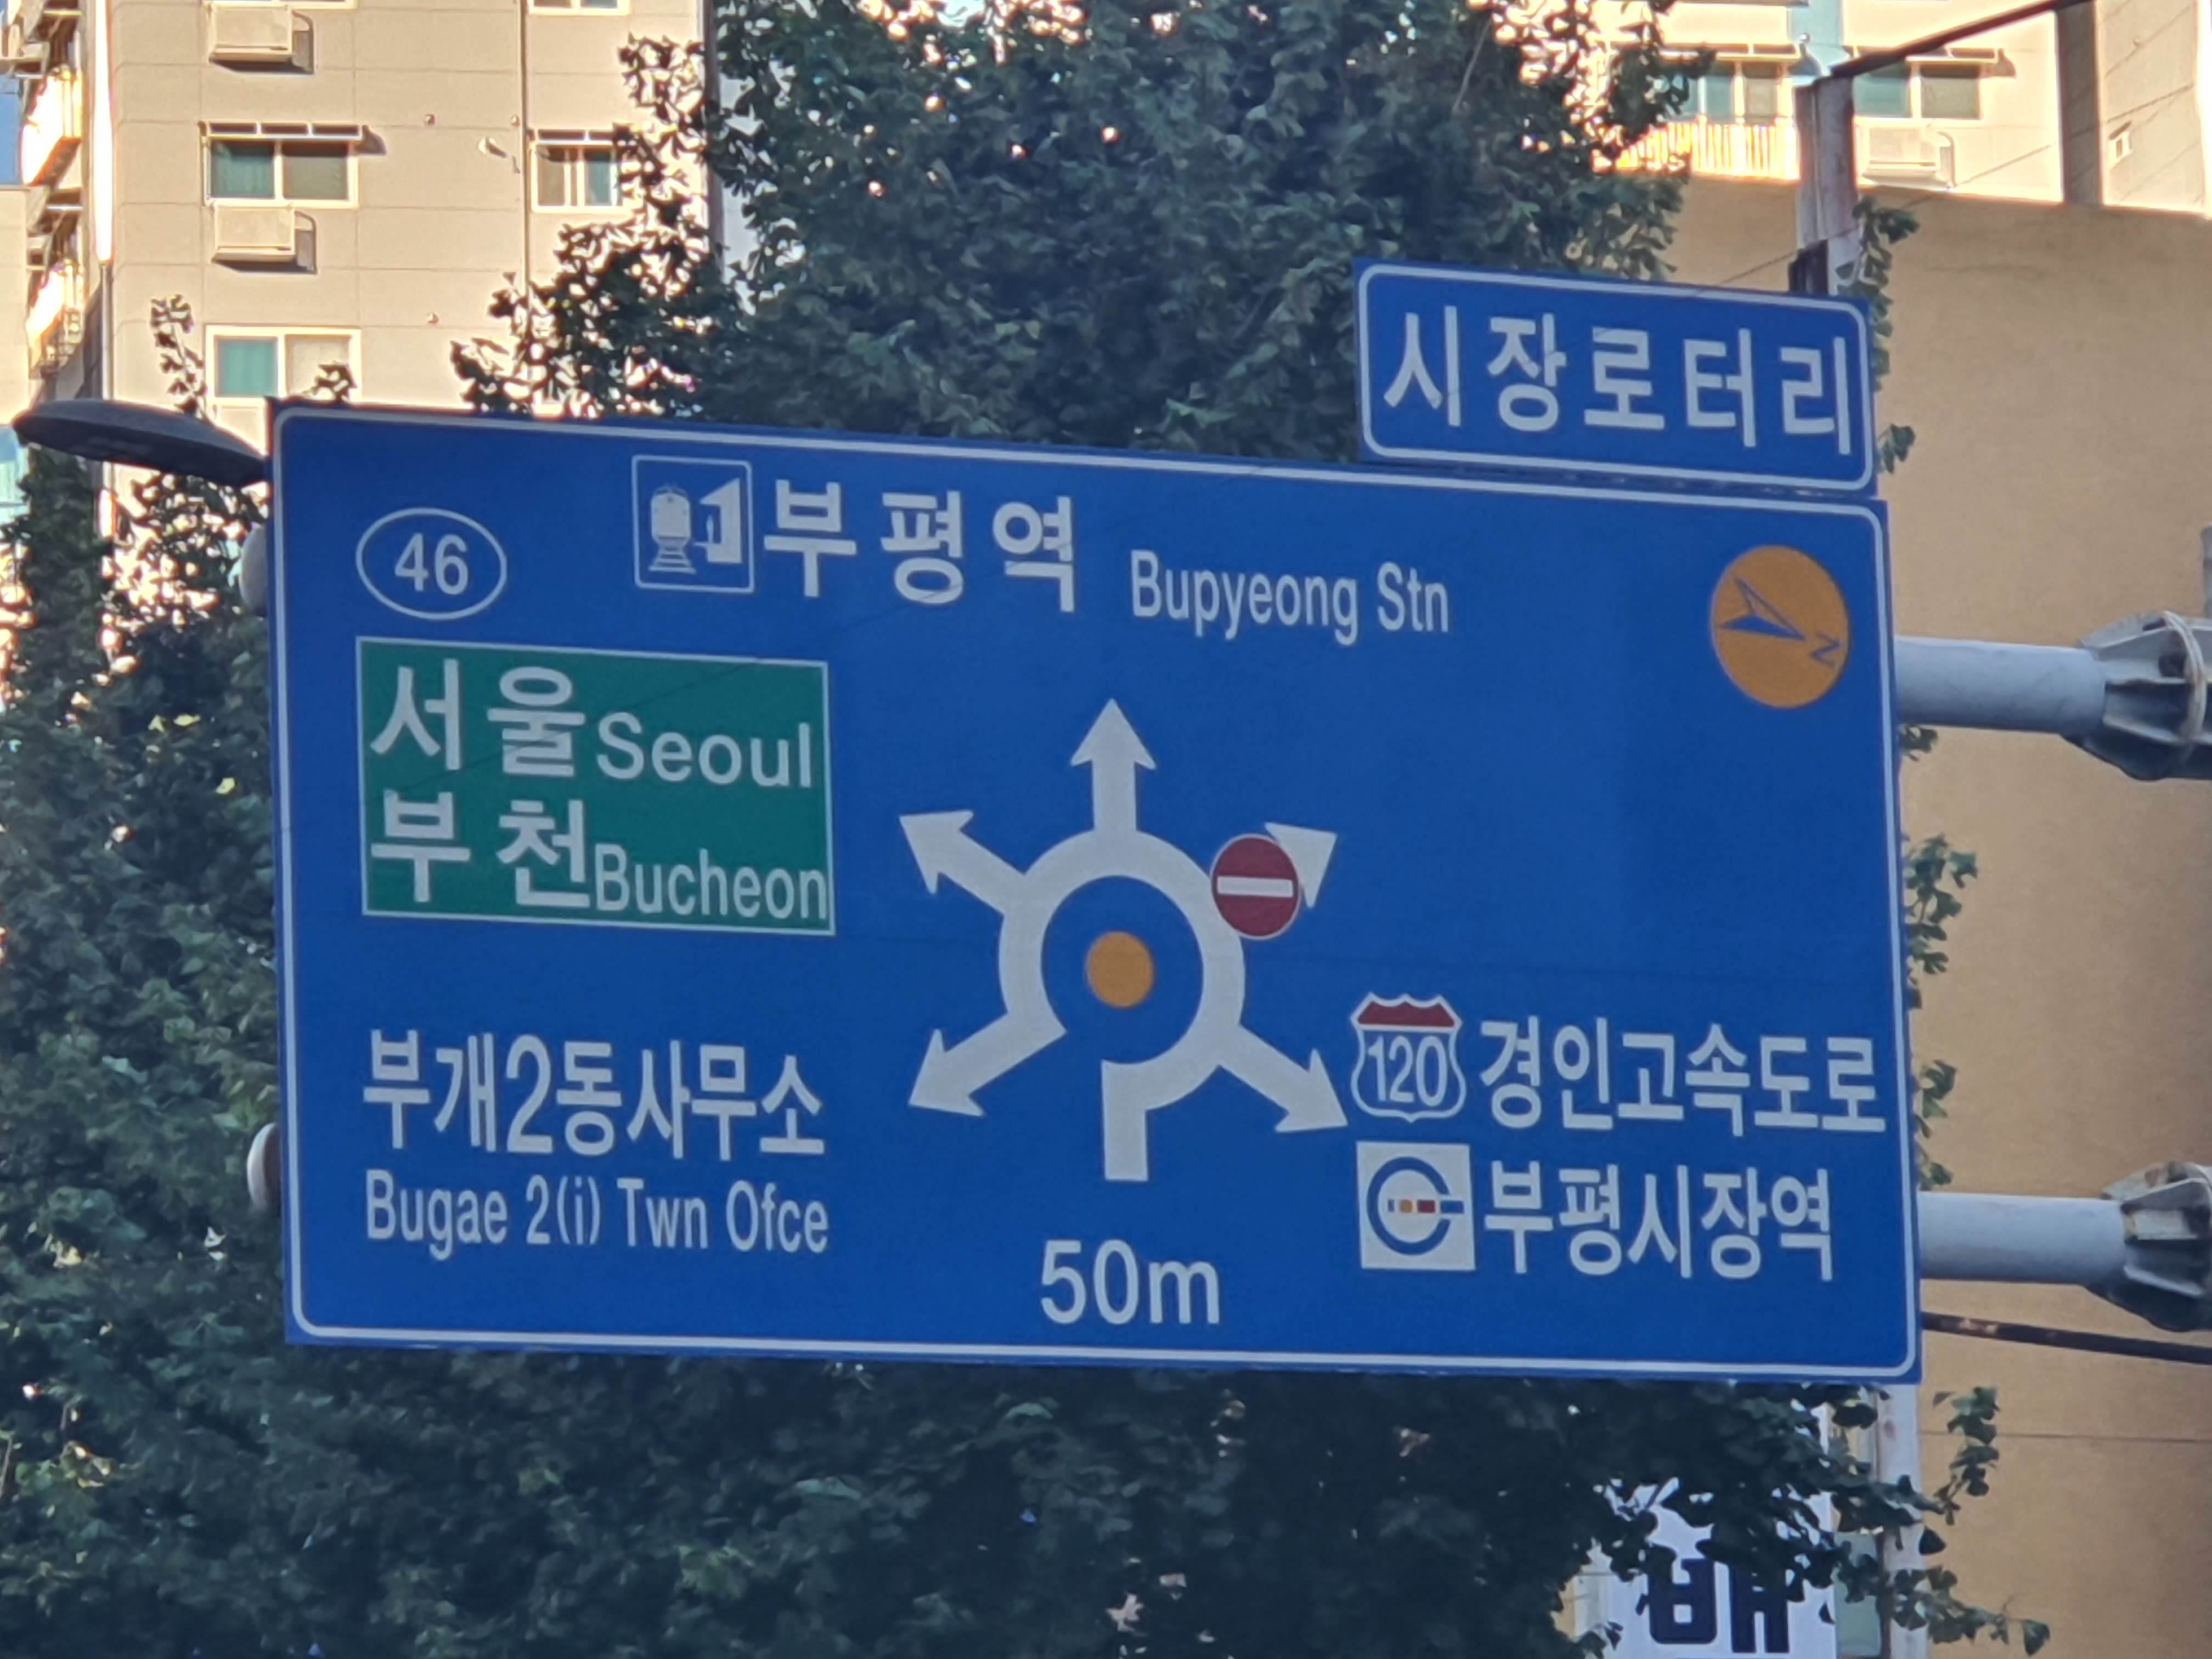 시장로터리
46
부평역 Bupyeong Stn
N
서울 Seoul
부천 Bucheon
부개2동사무소
Bugae 2(i) Twn Ofce
120 경인고속도로
부평시장역
50m
배